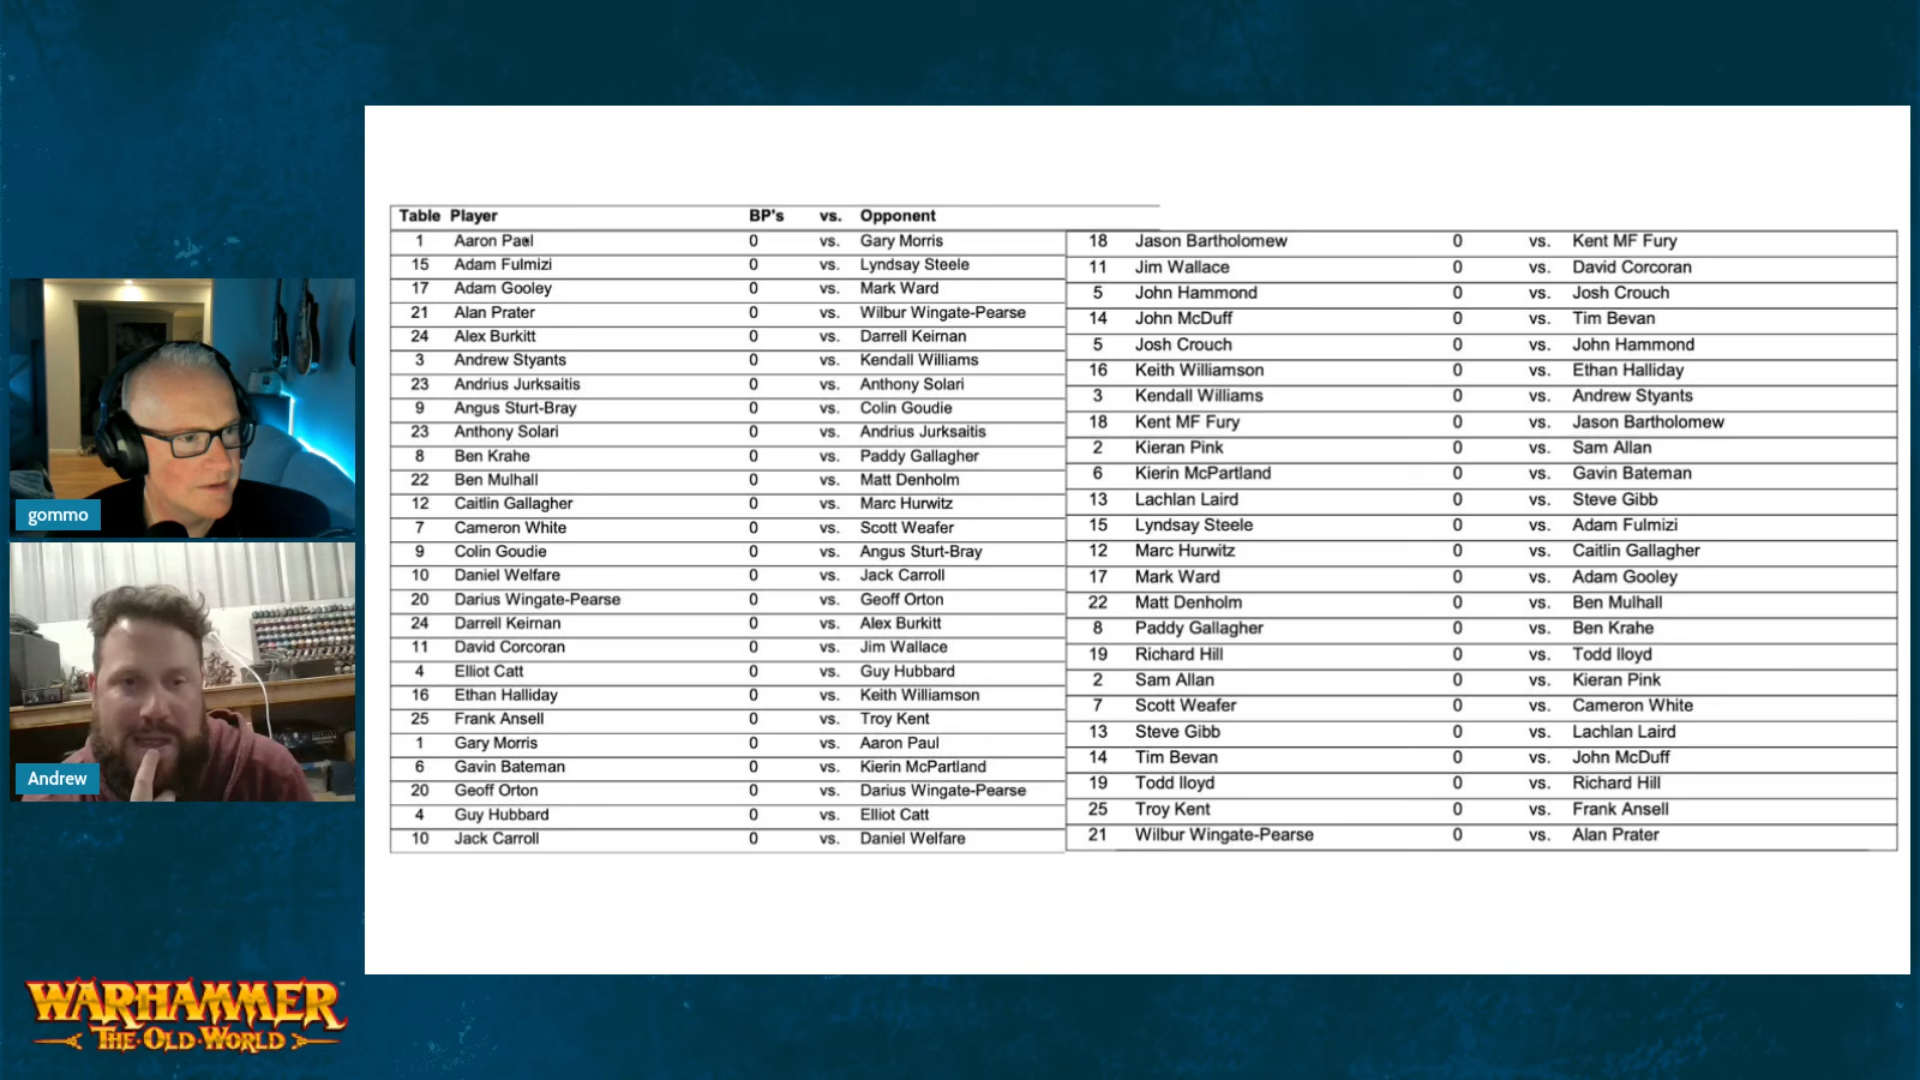 Table Player BP's vs. Opponent
1 Aaron Paul 0 vs. Gary Morris
15 Adam Fulmizi 0 vs. Lyndsay Steele
17 Adam Gooley 0 vs. Mark Ward
21 Alan Prater 0 vs. Wilbur Wingate-Pearse
24 Alex Burkitt 0 vs. Darrell Keirnan
3 Andrew Styants 0 vs. Kendall Williams
23 Andrius Jurksaitis 0 vs. Anthony Solari
9 Angus Sturt-Bray 0 vs. Colin Goudie
23 Anthony Solari 0 vs. Andrius Jurksaitis
8 Ben Krahe 0 vs. Paddy Gallagher
22 Ben Mulhall 0 vs. Matt Denholm
12 Caitlin Gallagher 0 vs. Marc Hurwitz
7 Cameron White 0 vs. Scott Weafer
9 Colin Goudie 0 vs. Angus Sturt-Bray
10 Daniel Welfare 0 vs. Jack Carroll
20 Darius Wingate-Pearse 0 vs. Geoff Orton
24 Darrell Keirnan 0 vs. Alex Burkitt
11 David Corcoran 0 vs. Jim Wallace
4 Elliot Catt 0 vs. Guy Hubbard
16 Ethan Halliday 0 vs. Keith Williamson
25 Frank Ansell 0 vs. Troy Kent
1 Gary Morris 0 vs. Aaron Paul
6 Gavin Bateman 0 vs. Kierin McPartland
20 Geoff Orton 0 vs. Darius Wingate-Pearse
4 Guy Hubbard 0 vs. Elliot Catt
10 Jack Carroll 0 vs. Daniel Welfare
18 Jason Bartholomew 0 vs. Kent MF Fury
11 Jim Wallace 0 vs. David Corcoran
5 John Hammond 0 vs. Josh Crouch
14 John McDuff 0 vs. Tim Bevan
5 Josh Crouch 0 vs. John Hammond
16 Keith Williamson 0 vs. Ethan Halliday
3 Kendall Williams 0 vs. Andrew Styants
18 Kent MF Fury 0 vs. Jason Bartholomew
2 Kieran Pink 0 vs. Sam Allan
6 Kierin McPartland 0 vs. Gavin Bateman
13 Lachlan Laird 0 vs. Steve Gibb
15 Lyndsay Steele 0 vs. Adam Fulmizi
12 Marc Hurwitz 0 vs. Caitlin Gallagher
17 Mark Ward 0 vs. Adam Gooley
22 Matt Denholm 0 vs. Ben Mulhall
8 Paddy Gallagher 0 vs. Ben Krahe
19 Richard Hill 0 vs. Todd lloyd
2 Sam Allan 0 vs. Kieran Pink
7 Scott Weafer 0 vs. Cameron White
13 Steve Gibb 0 vs. Lachlan Laird
14 Tim Bevan 0 vs. John McDuff
19 Todd lloyd 0 vs. Richard Hill
25 Troy Kent 0 vs. Frank Ansell
21 Wilbur Wingate-Pearse 0 vs. Alan Prater
gommo
Andrew
WARHAMMER
THE·OLD·WORLD